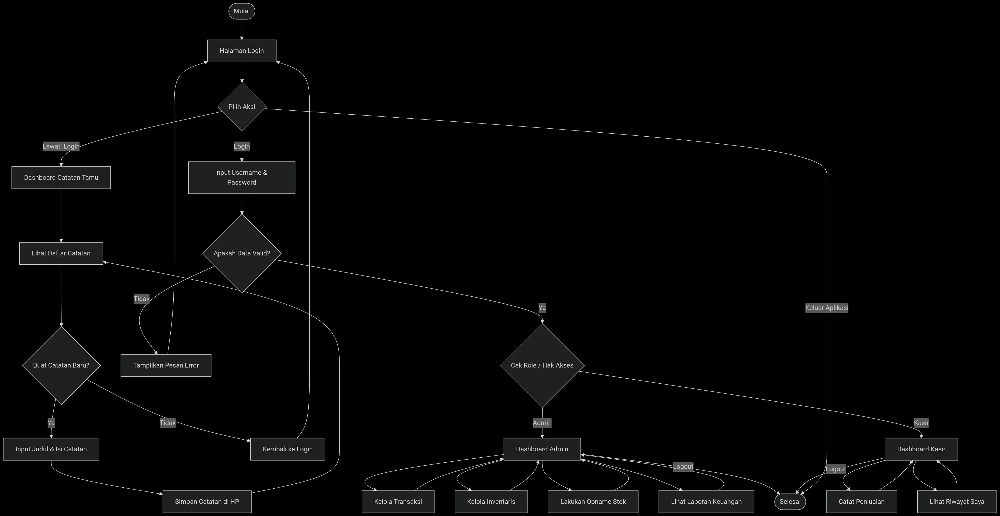 Mulai
Halaman Login
Pilih Aksi
Lewati Login
Login
Dashboard Catatan Tamu
Input Username &
Password
Lihat Daftar Catatan
Apakah Data Valid?
Tidak
Ya
Keluar Aplikasi
Buat Catatan Baru?
Tampilkan Pesan Error
Cek Role / Hak Akses
Ya
Tidak
Admin
Kasir
Input Judul & Isi Catatan
Kembali ke Login
Dashboard Admin
Dashboard Kasir
Logout
Logout
Simpan Catatan di HP
Kelola Transaksi
Kelola Inventaris
Lakukan Opname Stok
Lihat Laporan Keuangan
Selesai
Catat Penjualan
Lihat Riwayat Saya